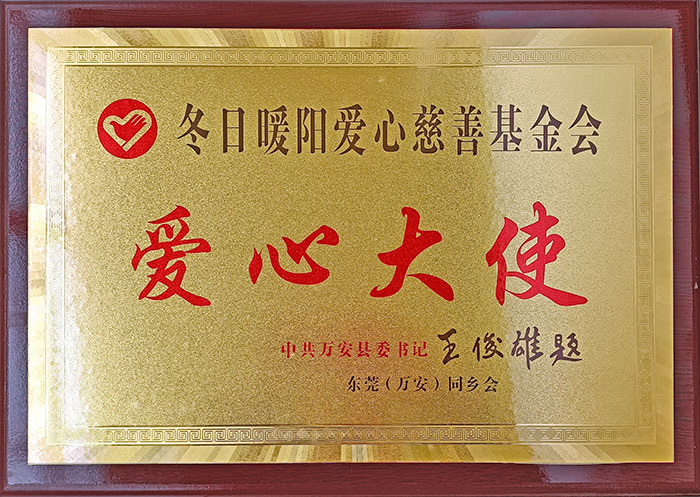 冬日暖阳爱心慈善基金会
爱心大使
中共万安县委书记 王俊雄题
东莞(万安)同乡会